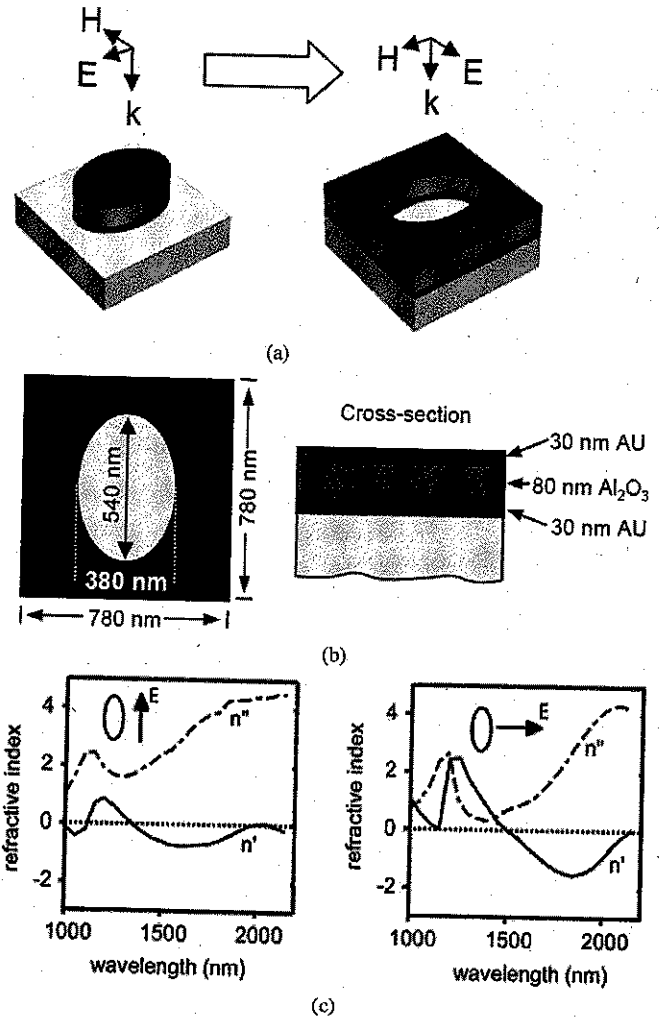 H
E
k
H
E
k
(a)
540 nm
380 nm
780 nm
780 nm
Cross-section
30 nm AU
80 nm Al₂O₃
30 nm AU
(b)
refractive index
4
2
0
-2
E
n"
n'
1000
1500
2000
wavelength (nm)
refractive index
4
2
0
-2
E
n"
n'
1000
1500
2000
wavelength (nm)
(c)